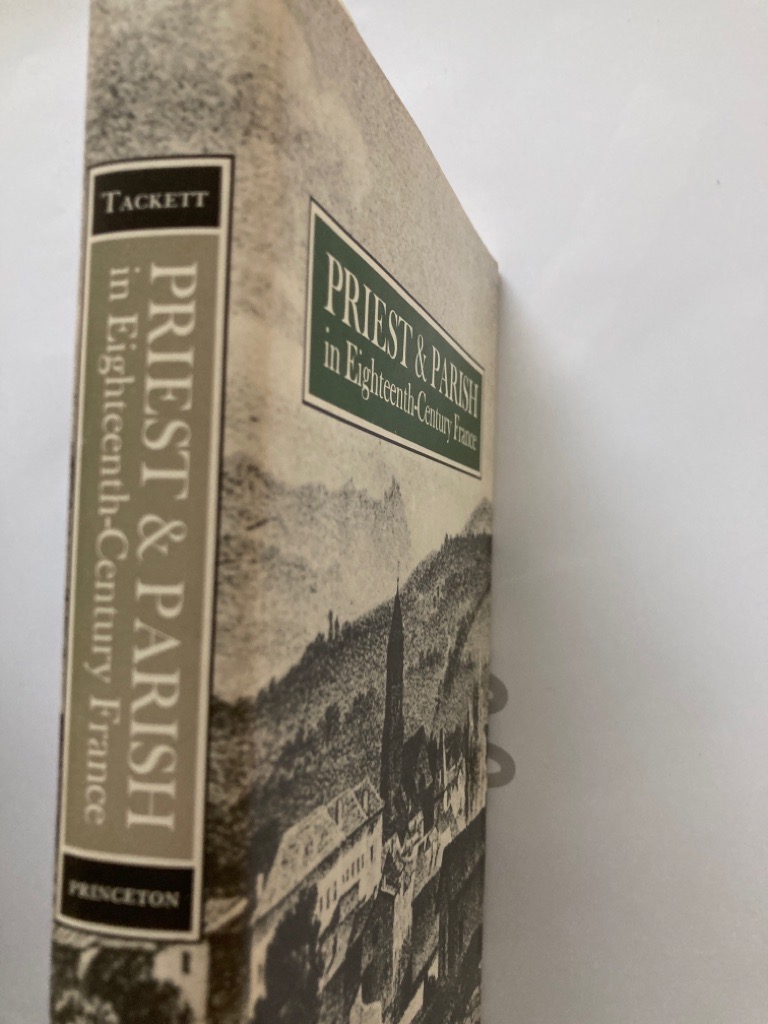 TACKETT
PRIEST & PARISH
in Eighteenth-Century France
PRINCETON
PRIEST & PARISH
in Eighteenth-Century France